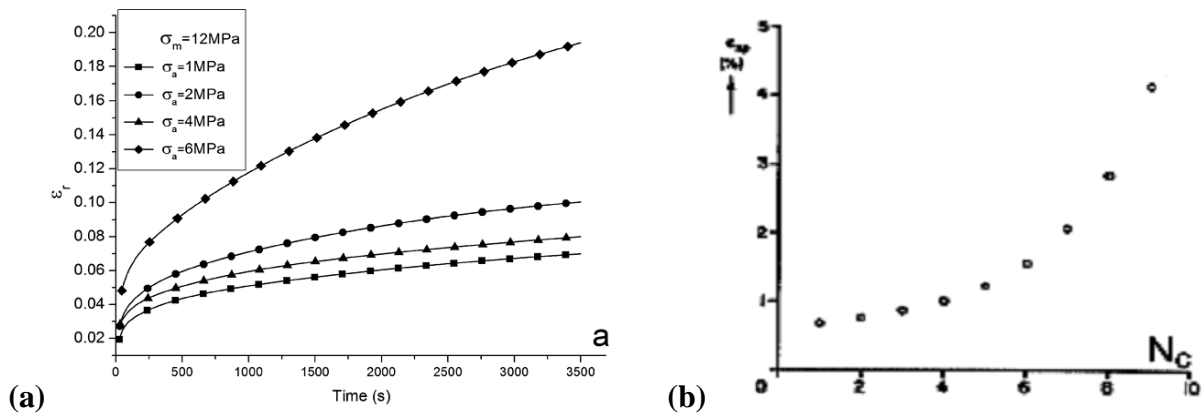 σm=12MPa
σa=1MPa
σa=2MPa
σa=4MPa
σa=6MPa
0.20
0.18
0.16
0.14
0.12
0.10
0.08
0.06
0.04
0.02
εr
0 500 1000 1500 2000 2500 3000 3500
Time (s)
a
(a)
5
4
3
2
1
[%]
0 2 4 6 8 10
NC
(b)